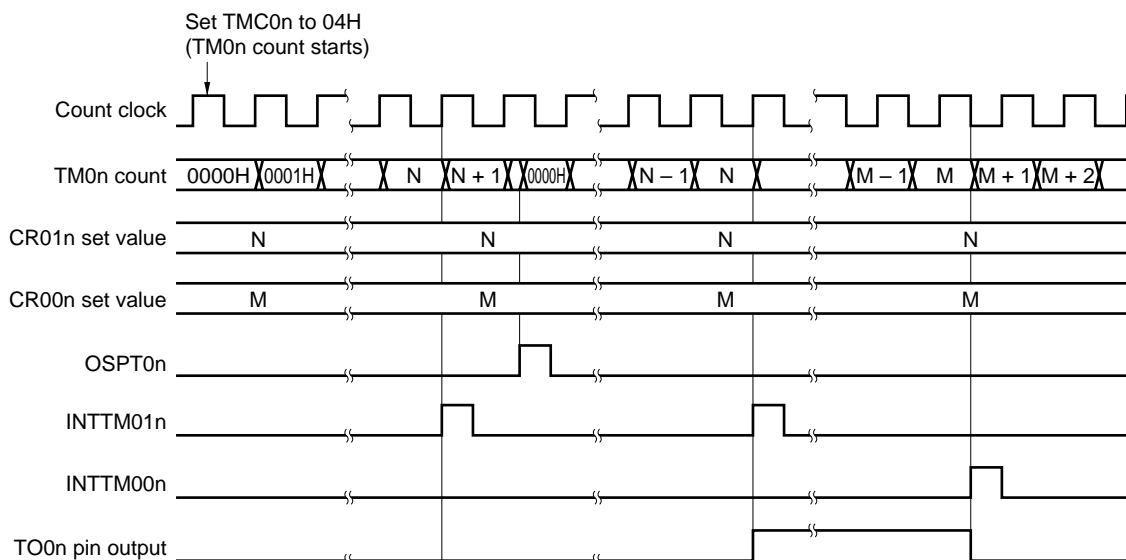 Set TMC0n to 04H
(TM0n count starts)
Count clock
TM0n count 0000H 0001H N N + 1 0000H N – 1 N M – 1 M M + 1 M + 2
CR01n set value N N N N
CR00n set value M M M M
OSPT0n
INTTM01n
INTTM00n
TO0n pin output